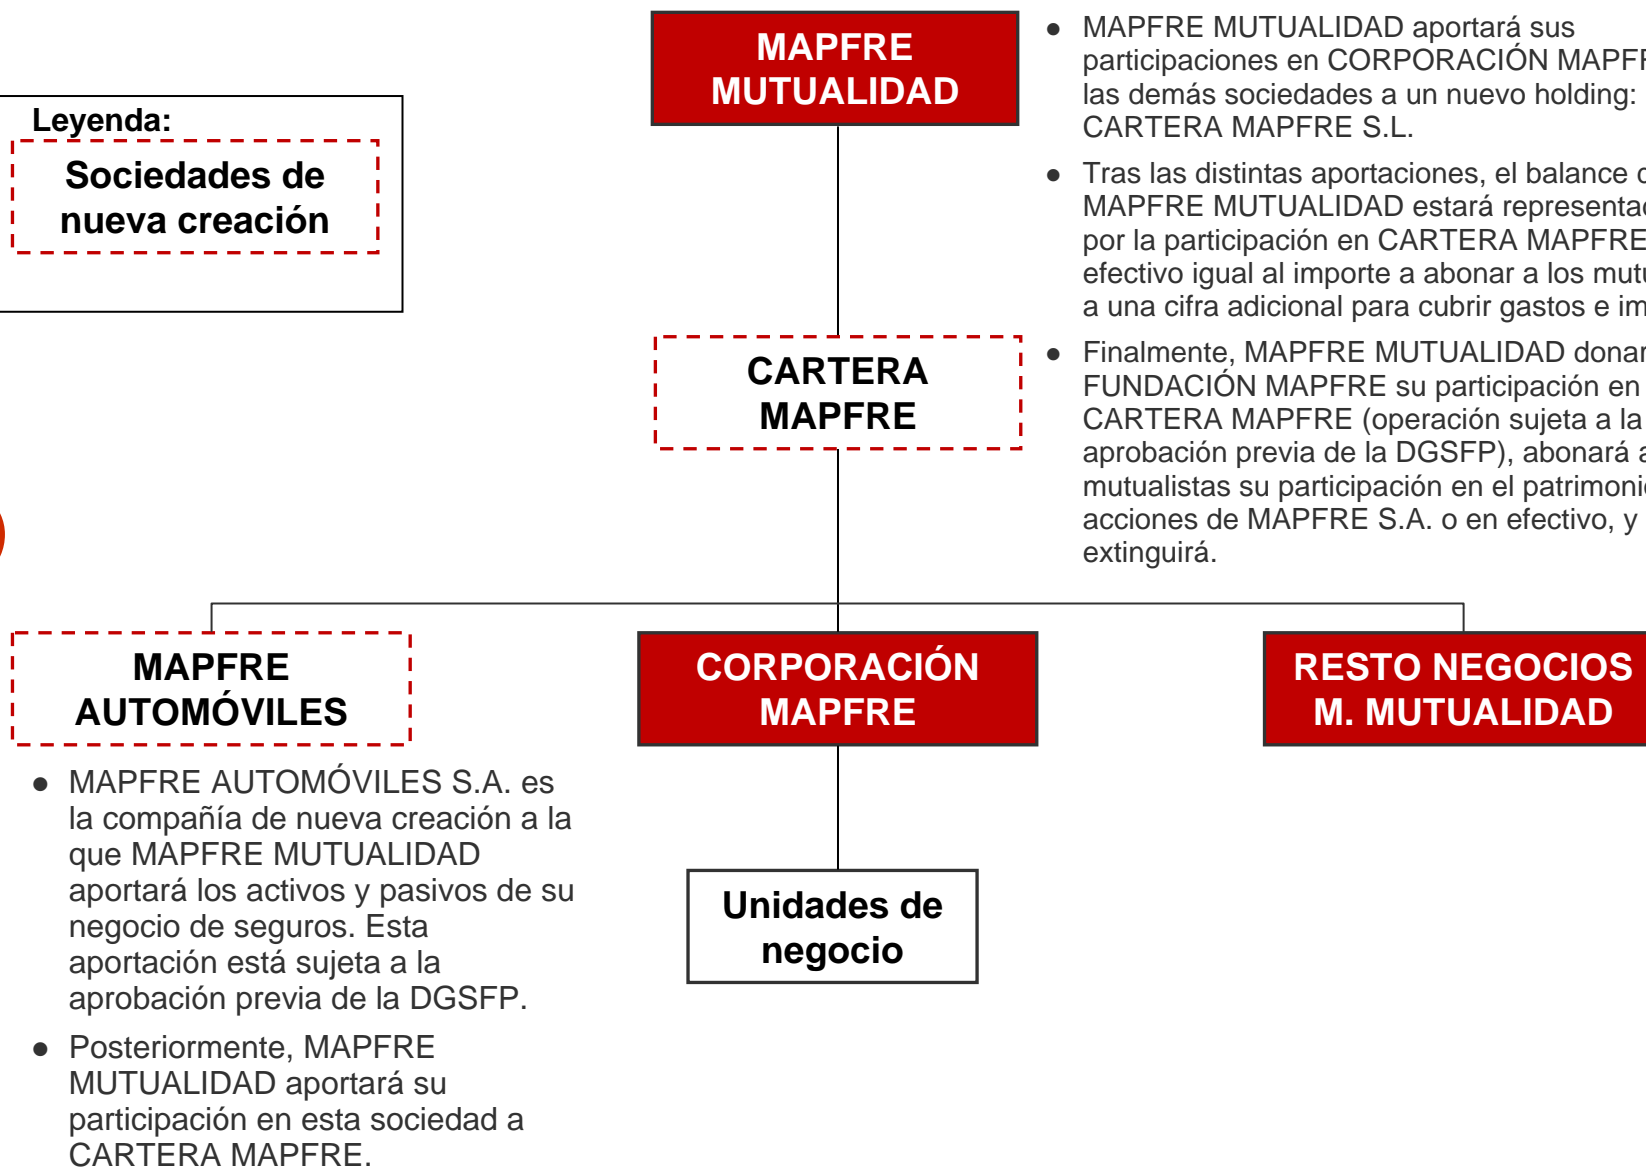 MAPFRE
MUTUALIDAD
● MAPFRE MUTUALIDAD aportará sus
participaciones en CORPORACIÓN
las demás sociedades a un nuevo holding:
CARTERA MAPFRE S.L.
● Tras las distintas aportaciones, el balance
MAPFRE MUTUALIDAD estará
por la participación en CARTERA MAPFRE
efectivo igual al importe a abonar a los
a una cifra adicional para cubrir gastos e
● Finalmente, MAPFRE MUTUALIDAD
FUNDACIÓN MAPFRE su participación en
CARTERA MAPFRE (operación sujeta a la
aprobación previa de la DGSFP), abonará
mutualistas su participación en el
acciones de MAPFRE S.A. o en efectivo, y
extinguirá.
Leyenda:
Sociedades de
nueva creación
CARTERA
MAPFRE
MAPFRE
AUTOMÓVILES
CORPORACIÓN
MAPFRE
RESTO NEGOCIOS
M. MUTUALIDAD
● MAPFRE AUTOMÓVILES S.A. es
la compañía de nueva creación a la
que MAPFRE MUTUALIDAD
aportará los activos y pasivos de su
negocio de seguros. Esta
aportación está sujeta a la
aprobación previa de la DGSFP.
● Posteriormente, MAPFRE
MUTUALIDAD aportará su
participación en esta sociedad a
CARTERA MAPFRE.
Unidades de
negocio